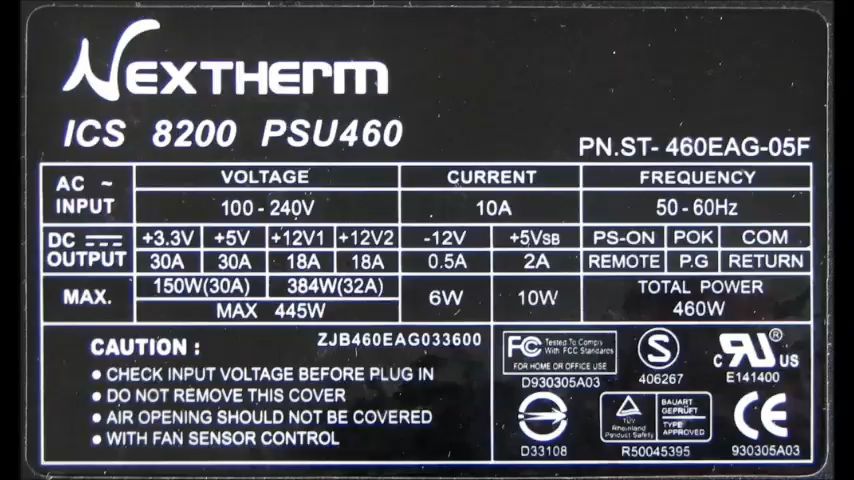 NEXTHERM
ICS 8200 PSU460
PN.ST- 460EAG-05F
AC ~ INPUT VOLTAGE CURRENT FREQUENCY
100 - 240V 10A 50 - 60Hz
DC OUTPUT +3.3V +5V +12V1 +12V2 -12V +5VSB PS-ON POK COM
30A 30A 18A 18A 0.5A 2A REMOTE P.G RETURN
MAX. 150W(30A) 384W(32A) 6W 10W TOTAL POWER
MAX 445W 460W
ZJB460EAG033600
CAUTION :
• CHECK INPUT VOLTAGE BEFORE PLUG IN
• DO NOT REMOVE THIS COVER
• AIR OPENING SHOULD NOT BE COVERED
• WITH FAN SENSOR CONTROL
FC Tested To Comply
With FCC Standards
FOR HOME OR OFFICE USE
D930305A03
S
406267
c RU ® US
E141400
D33108
TÜV
Rheinland
Product Safety
BAUART
GEPRÜFT
TYPE
APPROVED
R50045395
CE
930305A03